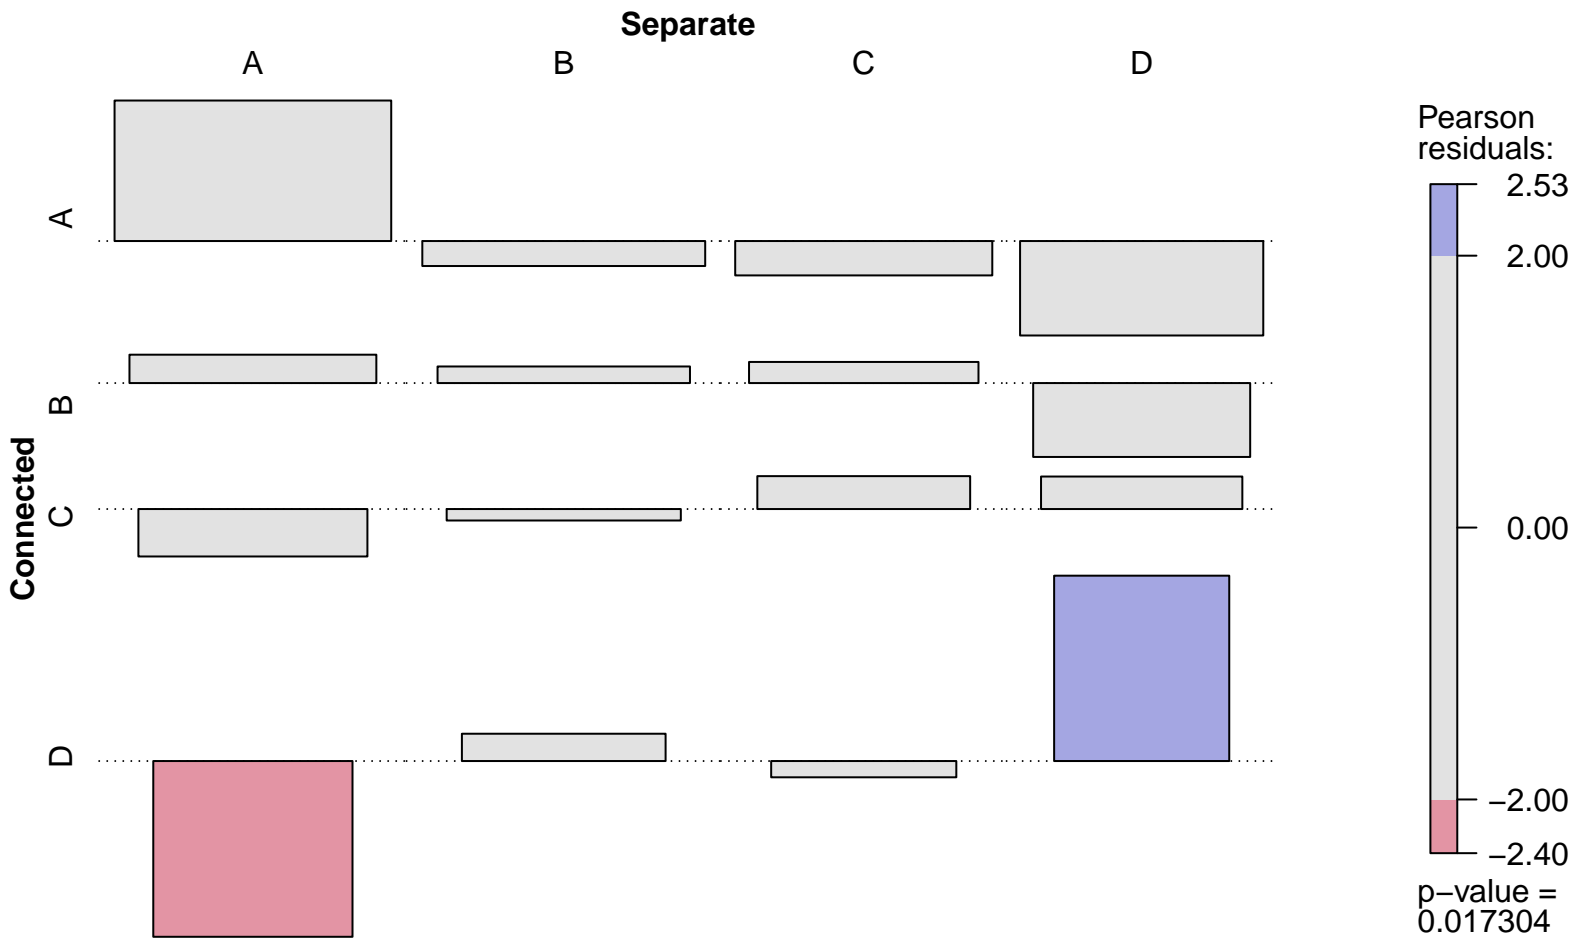 Separate
A B C D
Connected
A
B
C
D
Pearson
residuals:
2.53
2.00
0.00
−2.00
−2.40
p−value =
0.017304